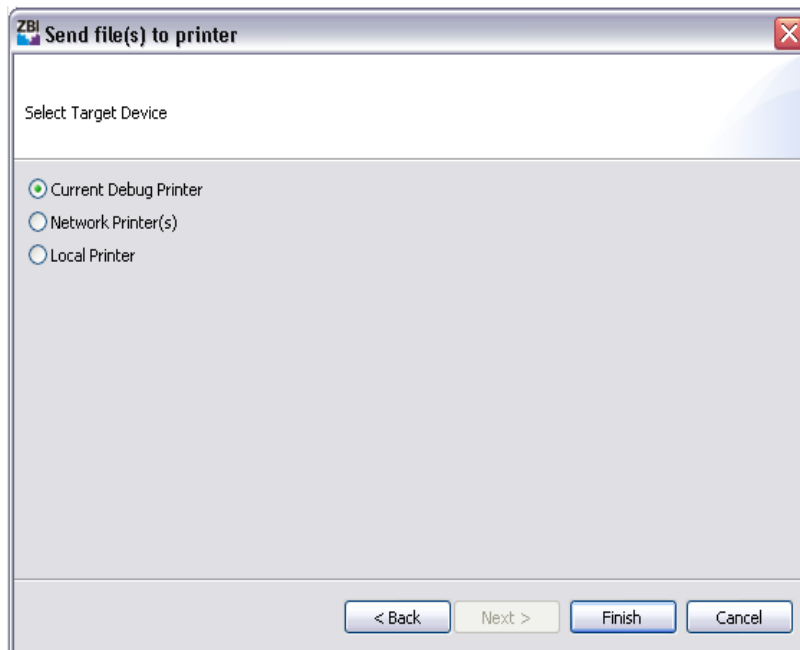 ZBI Send file(s) to printer
Select Target Device
Current Debug Printer
Network Printer(s)
Local Printer
< Back Next > Finish Cancel